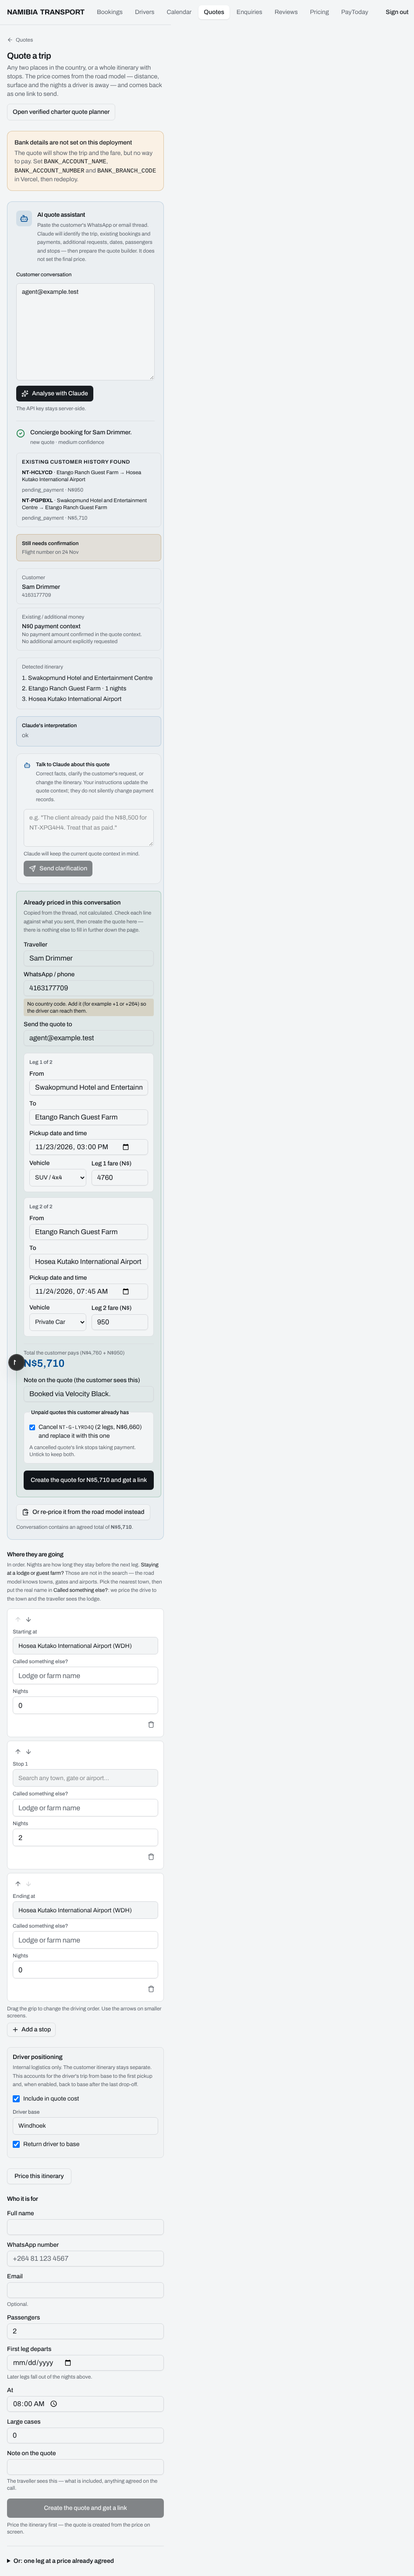 NAMIBIA TRANSPORT Bookings Drivers Calendar Quotes Enquiries Reviews Pricing PayToday Sign out
Quotes
Quote a trip
Any two places in the country, or a whole itinerary with
stops. The price comes from the road model — distance,
surface and the nights a driver is away — and comes back
as one link to send.
Open verified charter quote planner
Bank details are not set on this deployment
The quote will show the trip and the fare, but no way
to pay. Set BANK_ACCOUNT_NAME,
BANK_ACCOUNT_NUMBER and BANK_BRANCH_CODE
in Vercel, then redeploy.
AI quote assistant
Paste the customer's WhatsApp or email thread.
Claude will identify the trip, existing bookings and
payments, additional requests, dates, passengers
and stops — then prepare the quote builder. It does
not set the final price.
Customer conversation
agent@example.test
Analyse with Claude
The API key stays server-side.
Concierge booking for Sam Drimmer.
new quote · medium confidence
EXISTING CUSTOMER HISTORY FOUND
NT-HCLYCD · Etango Ranch Guest Farm → Hosea
Kutako International Airport
pending_payment · N$950
NT-PGPBXL · Swakopmund Hotel and Entertainment
Centre → Etango Ranch Guest Farm
pending_payment · N$5,710
Still needs confirmation
Flight number on 24 Nov
Customer
Sam Drimmer
4163177709
Existing / additional money
N$0 payment context
No payment amount confirmed in the quote context.
No additional amount explicitly requested
Detected itinerary
1. Swakopmund Hotel and Entertainment Centre
2. Etango Ranch Guest Farm · 1 nights
3. Hosea Kutako International Airport
Claude's interpretation
ok
Talk to Claude about this quote
Correct facts, clarify the customer's request, or
change the itinerary. Your instructions update the
quote context; they do not silently change payment
records.
e.g. "The client already paid the N$6,500 for
NT-XPG4H4. Treat that as paid."
Claude will keep the current quote context in mind.
Send clarification
Already priced in this conversation
Copied from the thread, not calculated. Check each line
against what you sent, then create the quote here —
there is nothing else to fill in further down the page.
Traveller
Sam Drimmer
WhatsApp / phone
4163177709
No country code. Add it (for example +1 or +264) so
the driver can reach them.
Send the quote to
agent@example.test
Leg 1 of 2
From
Swakopmund Hotel and Entertainn
To
Etango Ranch Guest Farm
Pickup date and time
11/23/2026, 03:00 PM
Vehicle Leg 1 fare (N$)
SUV / 4x4 4760
Leg 2 of 2
From
Etango Ranch Guest Farm
To
Hosea Kutako International Airport
Pickup date and time
11/24/2026, 07:45 AM
Vehicle Leg 2 fare (N$)
Private Car 950
Total the customer pays (N$4,760 + N$950)
N$5,710
Note on the quote (the customer sees this)
Booked via Velocity Black.
Unpaid quotes this customer already has
Cancel NT-G-LYRD4Q (2 legs, N$6,660)
and replace it with this one
A cancelled quote's link stops taking payment.
Untick to keep both.
Create the quote for N$5,710 and get a link
Or re-price it from the road model instead
Conversation contains an agreed total of N$5,710.
Where they are going
In order. Nights are how long they stay before the next leg. Staying
at a lodge or guest farm? Those are not in the search — the road
model knows towns, gates and airports. Pick the nearest town, then
put the real name in Called something else?: we price the drive to
the town and the traveller sees the lodge.
Starting at
Hosea Kutako International Airport (WDH)
Called something else?
Lodge or farm name
Nights
0
Stop 1
Search any town, gate or airport...
Called something else?
Lodge or farm name
Nights
2
Ending at
Hosea Kutako International Airport (WDH)
Called something else?
Lodge or farm name
Nights
0
Drag the grip to change the driving order. Use the arrows on smaller
screens.
Add a stop
Driver positioning
Internal logistics only. The customer itinerary stays separate.
This accounts for the driver's trip from base to the first pickup
and, when enabled, back to base after the last drop-off.
Include in quote cost
Driver base
Windhoek
Return driver to base
Price this itinerary
Who it is for
Full name
WhatsApp number
+264 81 123 4567
Email
Optional.
Passengers
2
First leg departs
mm/dd/yyyy
Later legs fall out of the nights above.
At
08:00 AM
Large cases
0
Note on the quote
The traveller sees this — what is included, anything agreed on the
call.
Create the quote and get a link
Price the itinerary first — the quote is created from the price on
screen.
Or: one leg at a price already agreed